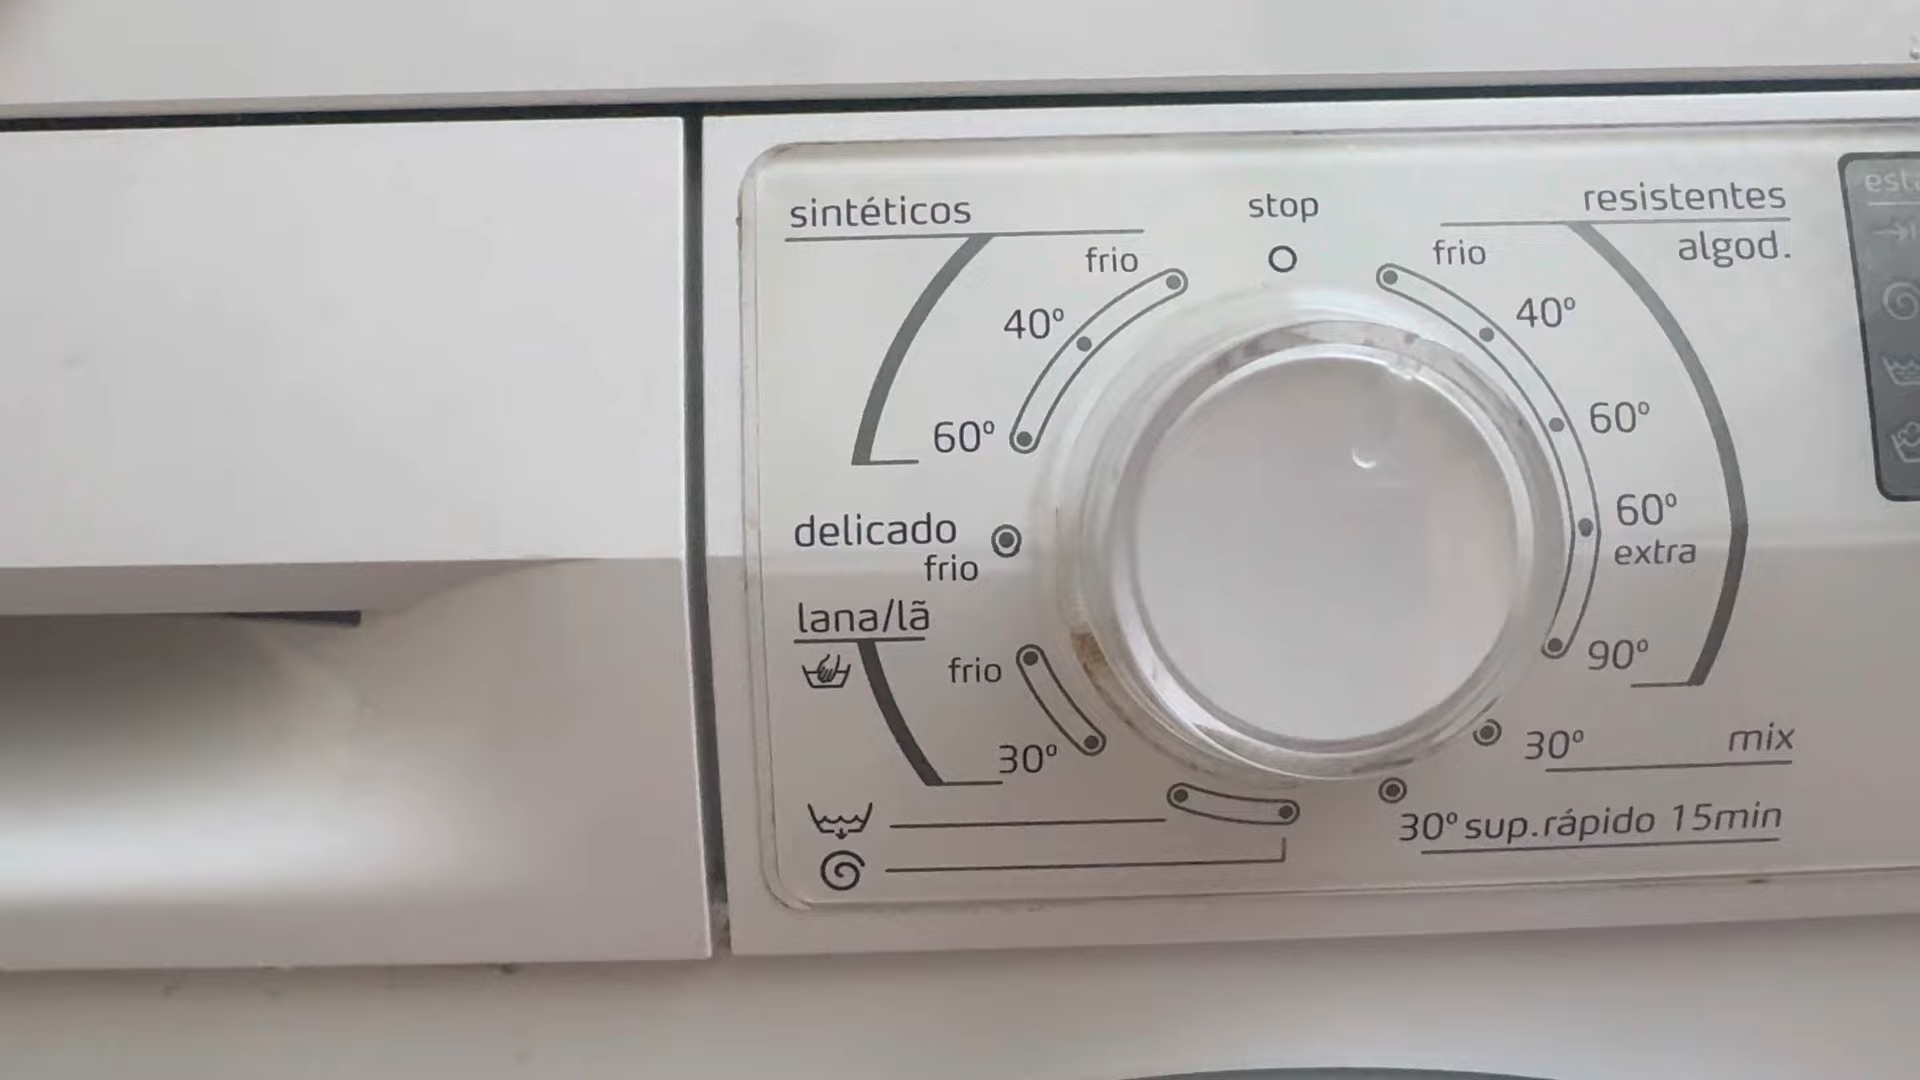 sintéticos
frio
40º
60º
delicado
frio
lana/lã
frio
30º
stop
resistentes
algod.
frio
40º
60º
60º
extra
90º
30º mix
30º sup.rápido 15min